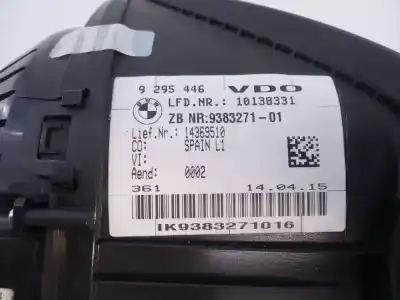 9 295 446 VDO
LFD.NR.: 10138331
ZB NR:9383271-01
Lief.Nr.: 14369510
CO: SPAIN L1
VI:
Aend: 0002
361 14.04.15
IK9383271016